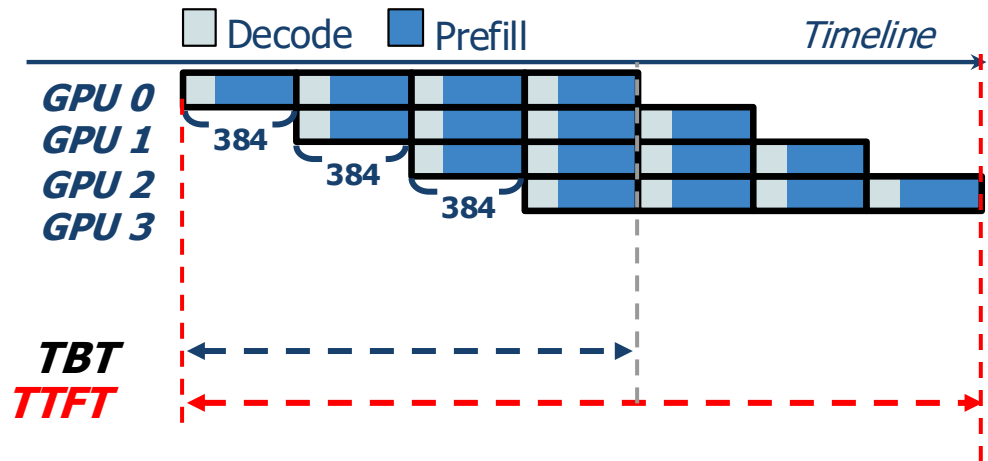 Decode Prefill Timeline
GPU 0
384
GPU 1
384
GPU 2
384
GPU 3
TBT
TTFT